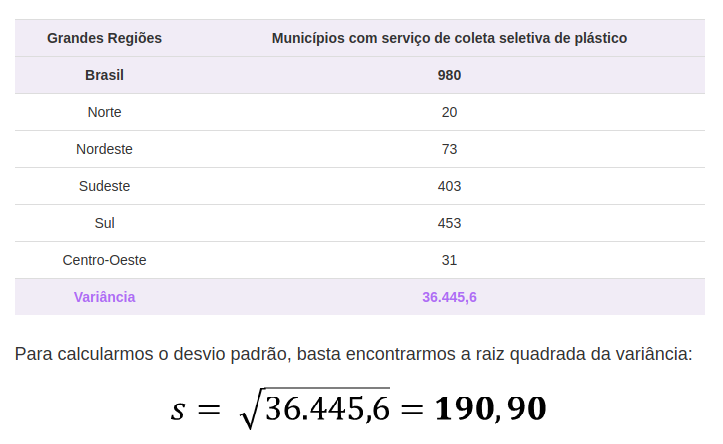 Grandes Regiões Municípios com serviço de coleta seletiva de plástico
Brasil 980
Norte 20
Nordeste 73
Sudeste 403
Sul 453
Centro-Oeste 31
Variância 36.445,6
Para calcularmos o desvio padrão, basta encontrarmos a raiz quadrada da variância:
s = √36.445,6 = 190,90